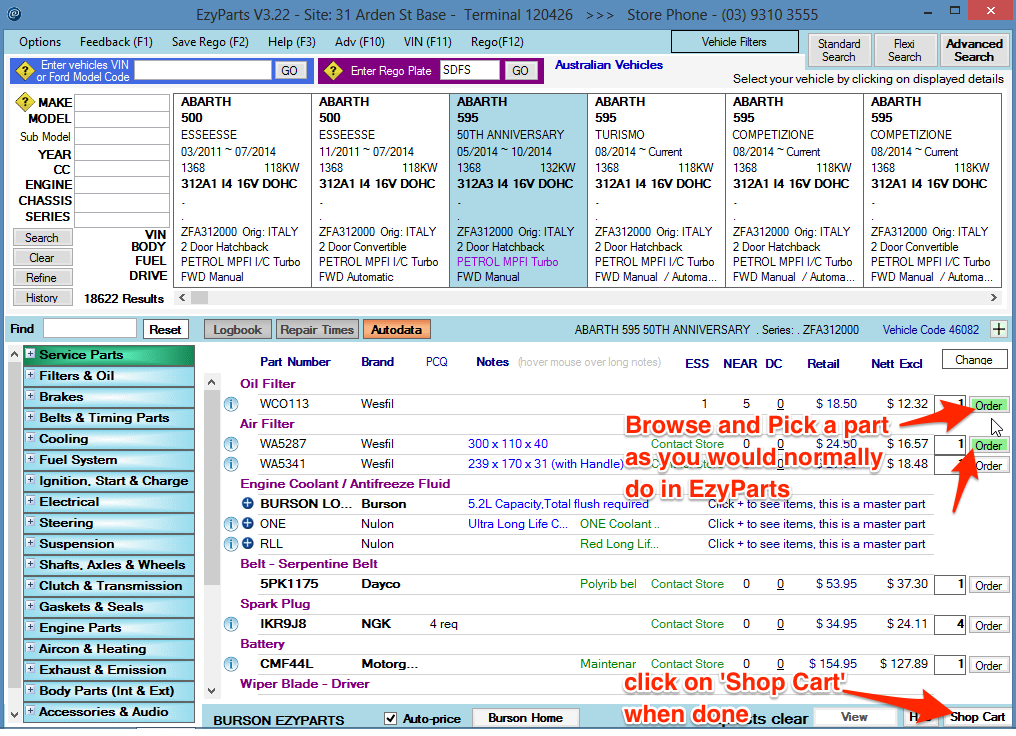 EzyParts V3.22 - Site: 31 Arden St Base - Terminal 120426 >>> Store Phone - (03) 9310 3555
Options Feedback (F1) Save Rego (F2) Help (F3) Adv (F10) VIN (F11) Rego(F12) Vehicle Filters
Standard Search Flexi Search Advanced Search
Enter vehicles VIN or Ford Model Code GO ? Enter Rego Plate SDFS GO Australian Vehicles
Select your vehicle by clicking on displayed details
? MAKE
MODEL
Sub Model
YEAR
CC
ENGINE
CHASSIS
SERIES
VIN
BODY
FUEL
DRIVE
Search
Clear
Refine
History
18622 Results
ABARTH ABARTH ABARTH ABARTH ABARTH ABARTH
500 500 595 595 595 595
ESSEESSE ESSEESSE 50TH ANNIVERSARY TURISMO COMPETIZIONE COMPETIZIONE
03/2011 ~ 07/2014 11/2011 ~ 07/2014 05/2014 ~ 10/2014 08/2014 ~ Current 08/2014 ~ Current 08/2014 ~ Current
1368 118KW 1368 118KW 1368 132KW 1368 118KW 1368 118KW 1368 118KW
312A1 I4 16V DOHC 312A1 I4 16V DOHC 312A3 I4 16V DOHC 312A1 I4 16V DOHC 312A1 I4 16V DOHC 312A1 I4 16V DOHC
ZFA312000 Orig: ITALY ZFA312000 Orig: ITALY ZFA312000 Orig: ITALY ZFA312000 Orig: ITALY ZFA312000 Orig: ITALY ZFA312000 Orig: ITALY
2 Door Hatchback 2 Door Convertible 2 Door Hatchback 2 Door Hatchback 2 Door Hatchback 2 Door Hatchback
PETROL MPFI I/C Turbo PETROL MPFI I/C Turbo PETROL MPFI Turbo PETROL MPFI I/C Turbo PETROL MPFI I/C Turbo PETROL MPFI I/C Turbo
FWD Manual FWD Automatic FWD Manual FWD Manual / Automa... FWD Manual / Automa... FWD Manual / Automa...
Find Reset Logbook Repair Times Autodata ABARTH 595 50TH ANNIVERSARY . Series: . ZFA312000 Vehicle Code 46082 +
Service Parts
Filters & Oil
Brakes
Belts & Timing Parts
Cooling
Fuel System
Ignition, Start & Charge
Electrical
Steering
Suspension
Shafts, Axles & Wheels
Clutch & Transmission
Gaskets & Seals
Engine Parts
Aircon & Heating
Exhaust & Emission
Body Parts (Int & Ext)
Accessories & Audio
Part Number Brand PCQ Notes (hover mouse over long notes) ESS NEAR DC Retail Nett Excl Change
Oil Filter
WCO113 Wesfil 1 5 0 $ 18.50 $ 12.32 1 Order
Air Filter
WA5287 Wesfil 300 x 110 x 40 Contact Store 0 0 $ 24.50 $ 16.57 1 Order
WA5341 Wesfil 239 x 170 x 31 (with Handle) $ 18.48 Order
Engine Coolant / Antifreeze Fluid
BURSON LO... Burson 5.2L Capacity,Total flush required Click + to see items, this is a master part
ONE Nulon Ultra Long Life C... ONE Coolant .. Click + to see items, this is a master part
RLL Nulon Red Long Lif... Click + to see items, this is a master part
Belt - Serpentine Belt
5PK1175 Dayco Polyrib bel Contact Store 0 0 $ 53.95 $ 37.30 1 Order
Spark Plug
IKR9J8 NGK 4 req Contact Store 0 0 $ 34.95 $ 24.11 4 Order
Battery
CMF44L Motorg... Maintenar Contact Store 0 0 $ 154.95 $ 127.89 1 Order
Wiper Blade - Driver
Browse and Pick a part
as you would normally
do in EzyParts
click on 'Shop Cart'
when done
BURSON EZYPARTS Auto-price Burson Home clear View Shop Cart